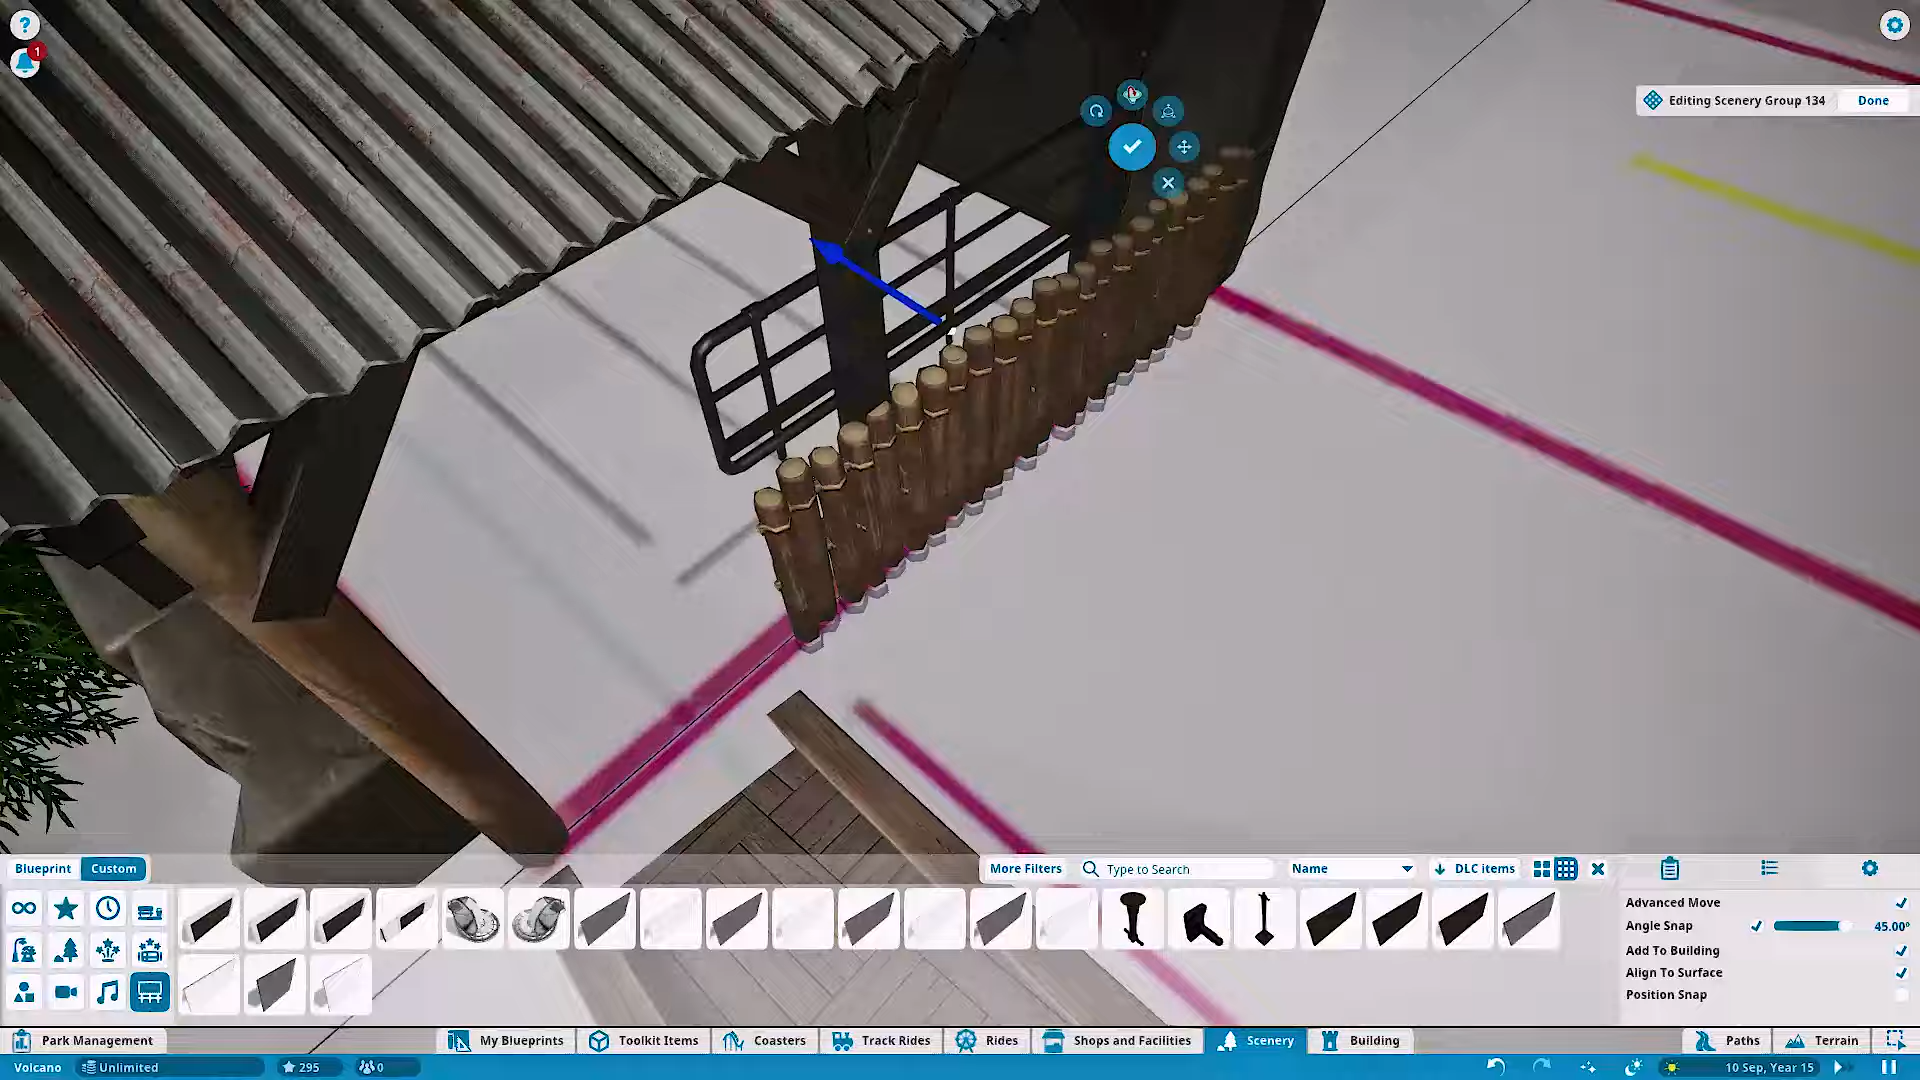 ?
1
Editing Scenery Group 134
Done
Blueprint
Custom
More Filters
Type to Search
Name
DLC items
Advanced Move
Angle Snap
45.00°
Add To Building
Align To Surface
Position Snap
Park Management
My Blueprints
Toolkit Items
Coasters
Track Rides
Rides
Shops and Facilities
Scenery
Building
Paths
Terrain
Volcano
Unlimited
295
0
10 Sep, Year 15